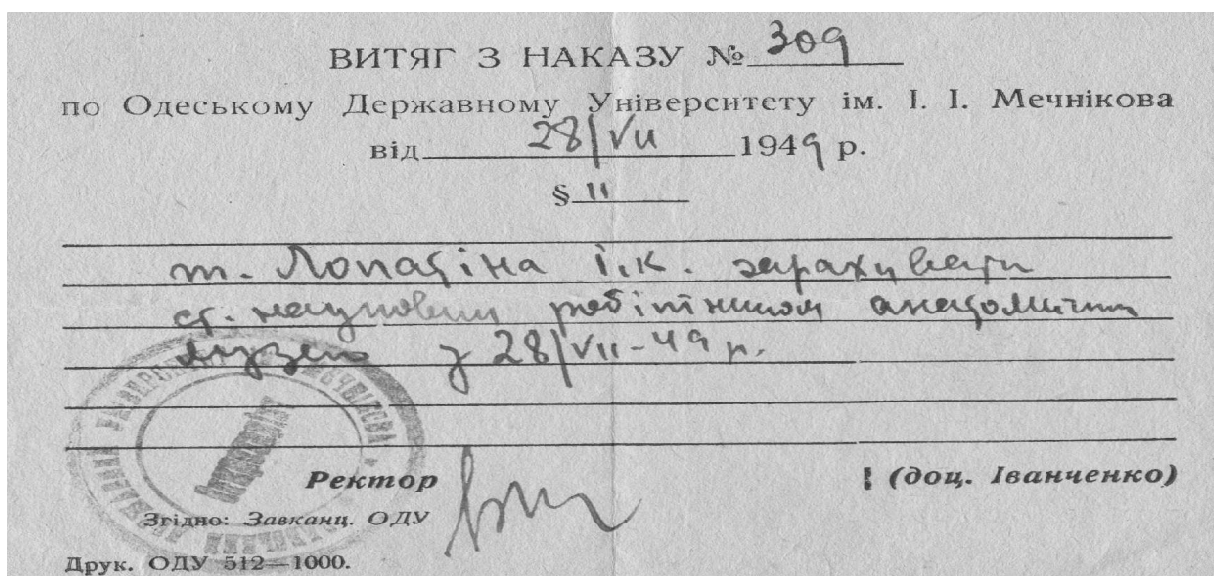 ВИТЯГ З НАКАЗУ № 309
по Одеському Державному Університету ім. І. І. Мечнікова
від 28/VII 1949 р.
§ 11
т. Лопатіна І.К. зарахувати
ст. науковим робітником анатомічн
музею з 28/VII-49 р.
Ректор (доц. Іванченко)
Згідно: Завканц. ОДУ
Друк. ОДУ 512—1000.